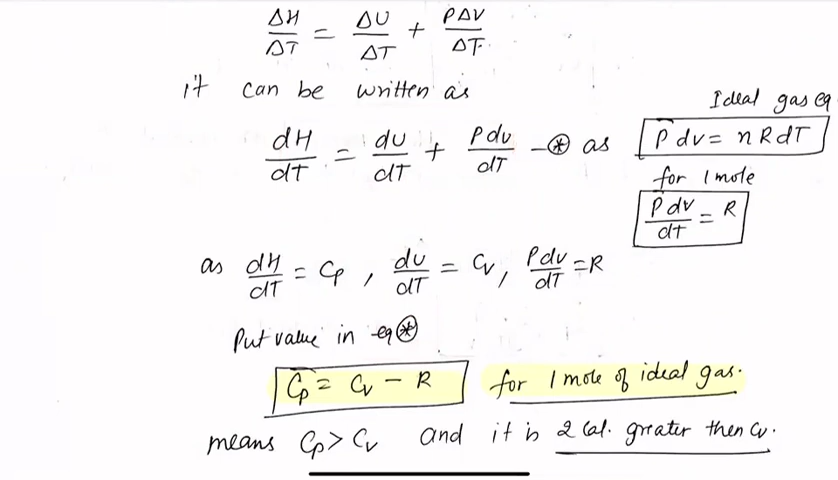 ΔH/ΔT = ΔU/ΔT + PΔV/ΔT
it can be written as
Ideal gas eq
dH/dT = du/dT + Pdv/dT - ⊛ as
Pdv = nRdT
for 1 mole
Pdv/dt = R
as dH/dT = Cp, du/dT = Cv, Pdv/dT = R
Put value in eq ⊛
Cp = Cv - R for 1 mole of ideal gas.
means Cp > Cv and it is 2 Cal. greater then Cv.